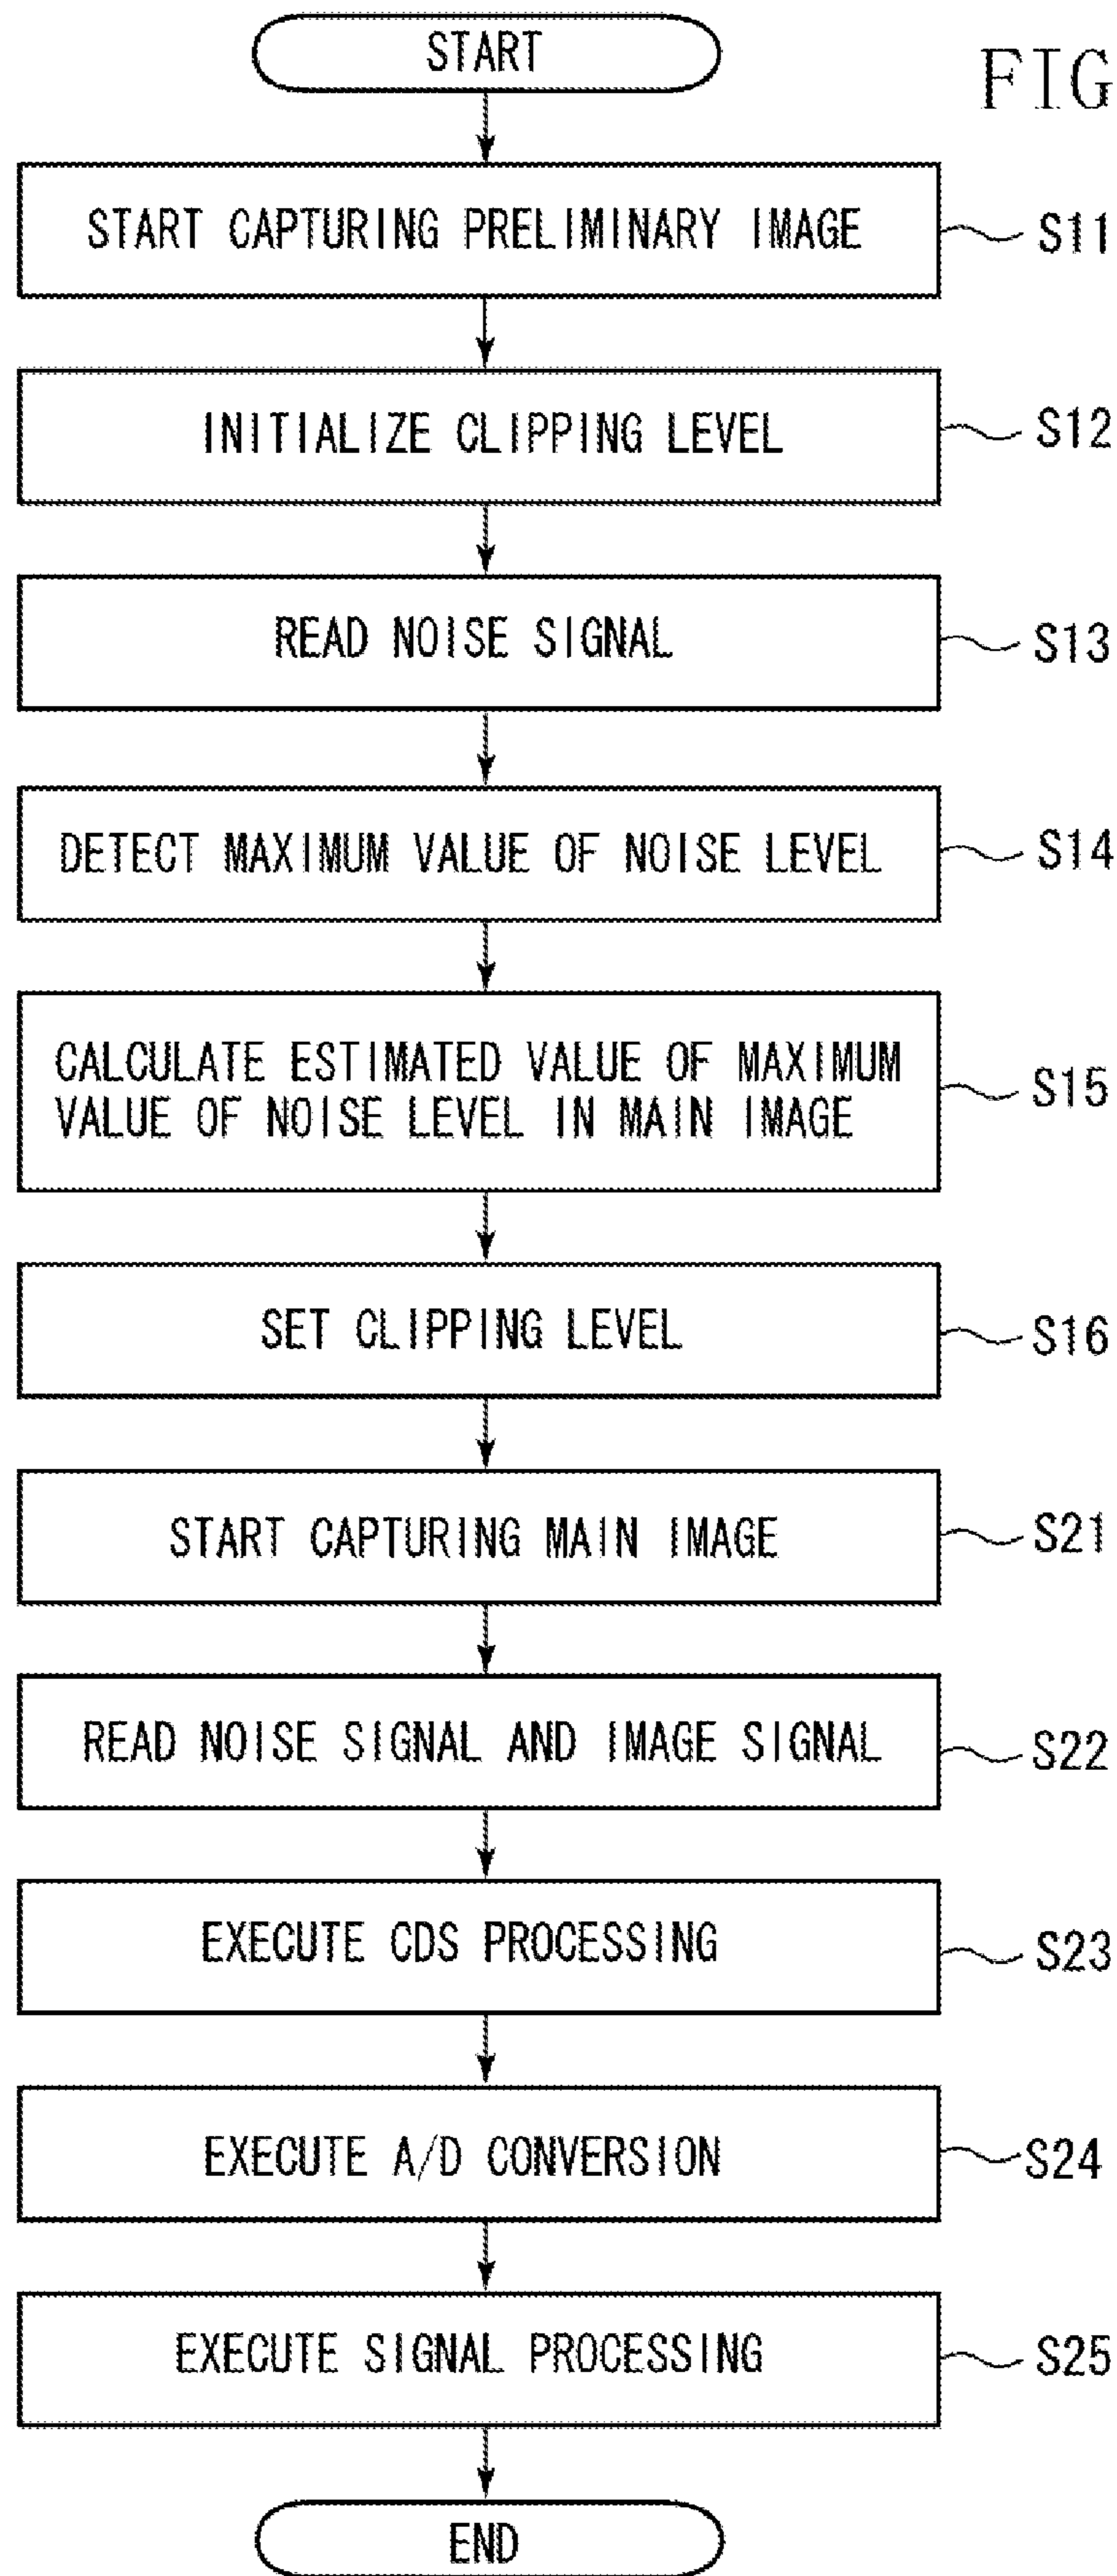 START
FIG
START CAPTURING PRELIMINARY IMAGE
S11
INITIALIZE CLIPPING LEVEL
S12
READ NOISE SIGNAL
S13
DETECT MAXIMUM VALUE OF NOISE LEVEL
S14
CALCULATE ESTIMATED VALUE OF MAXIMUM
VALUE OF NOISE LEVEL IN MAIN IMAGE
S15
SET CLIPPING LEVEL
S16
START CAPTURING MAIN IMAGE
S21
READ NOISE SIGNAL AND IMAGE SIGNAL
S22
EXECUTE CDS PROCESSING
S23
EXECUTE A/D CONVERSION
S24
EXECUTE SIGNAL PROCESSING
S25
END